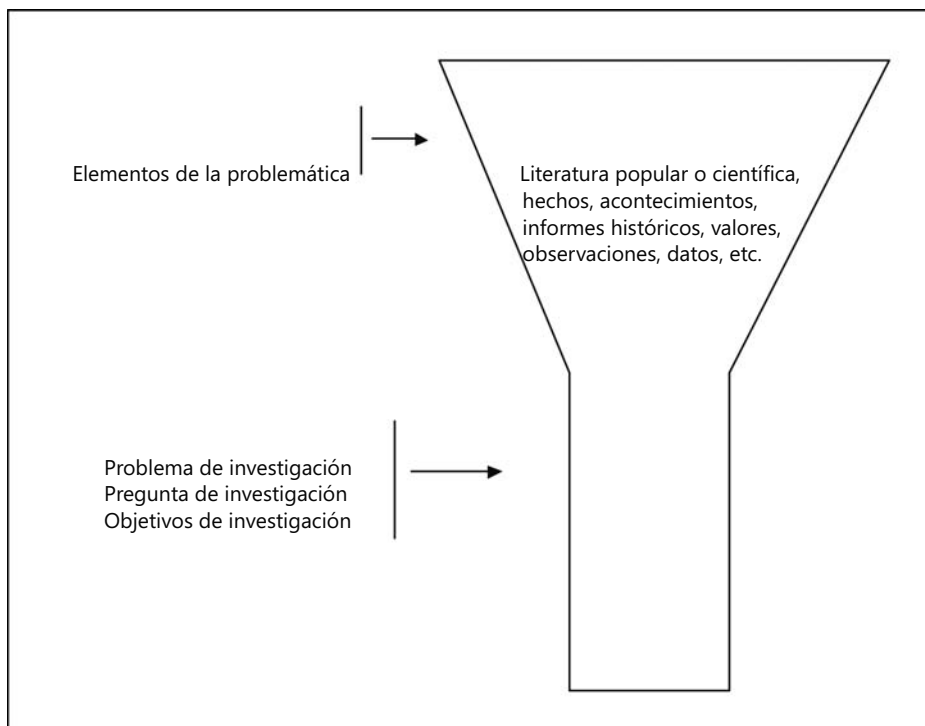 Elementos de la problemática
Literatura popular o científica,
hechos, acontecimientos,
informes históricos, valores,
observaciones, datos, etc.
Problema de investigación
Pregunta de investigación
Objetivos de investigación